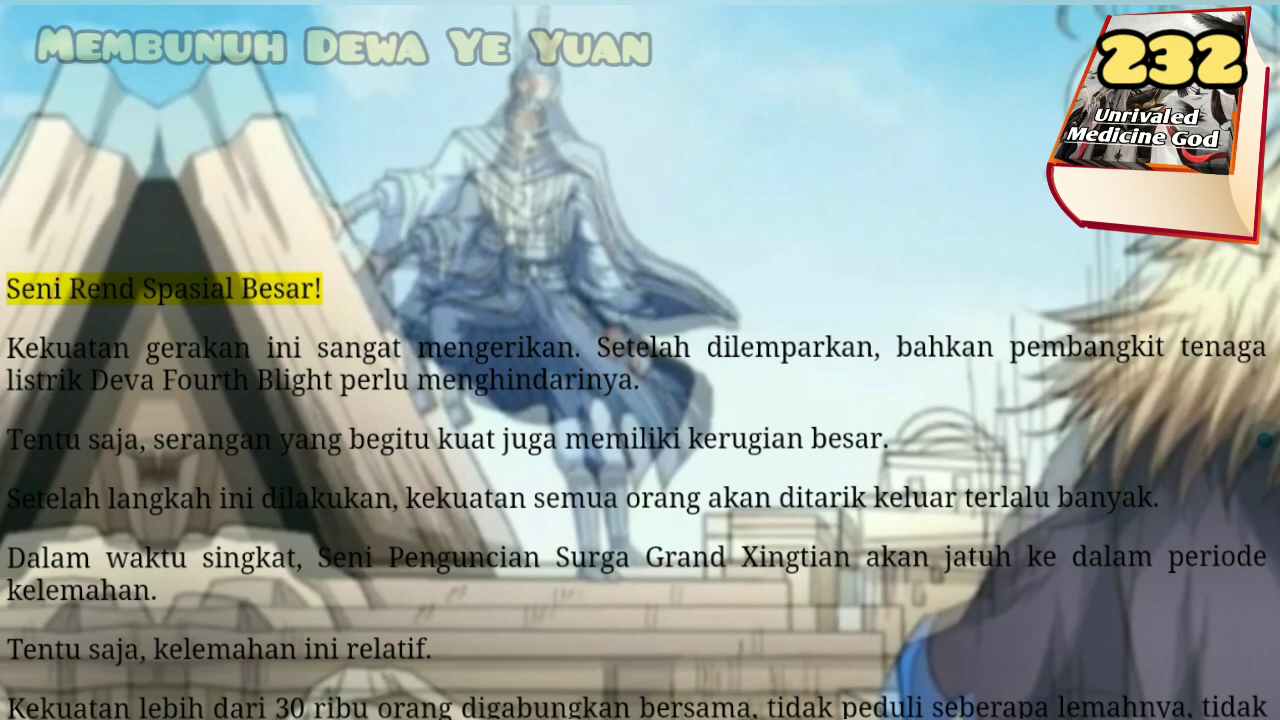 Membunuh Dewa Ye Yuan
232
Unrivaled
Medicine God
Seni Rend Spasial Besar!
Kekuatan gerakan ini sangat mengerikan. Setelah dilemparkan, bahkan pembangkit tenaga
listrik Deva Fourth Blight perlu menghindarinya.
Tentu saja, serangan yang begitu kuat juga memiliki kerugian besar.
Setelah langkah ini dilakukan, kekuatan semua orang akan ditarik keluar terlalu banyak.
Dalam waktu singkat, Seni Penguncian Surga Grand Xingtian akan jatuh ke dalam periode
kelemahan.
Tentu saja, kelemahan ini relatif.
Kekuatan lebih dari 30 ribu orang digabungkan bersama, tidak peduli seberapa lemahnya, tidak